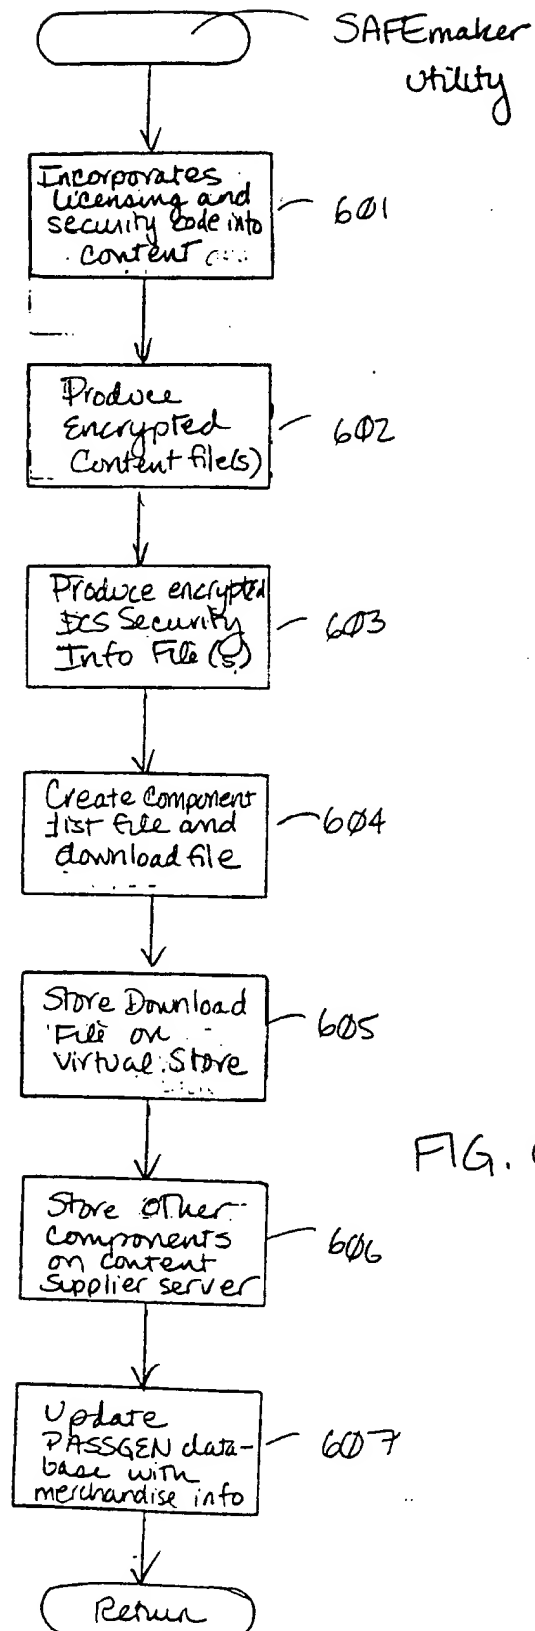 SAFEmaker
utility
Incorporates
licensing and
security code into
content
601
Produce
Encrypted
Content file(s)
602
Produce encrypted
DCS Security
Info File(s)
603
Create component
list file and
download file
604
Store Download
File on
Virtual Store
605
FIG. 6
Store other
components
on content
supplier server
606
Update
PASSGEN data-
base with
merchandise info
607
Return